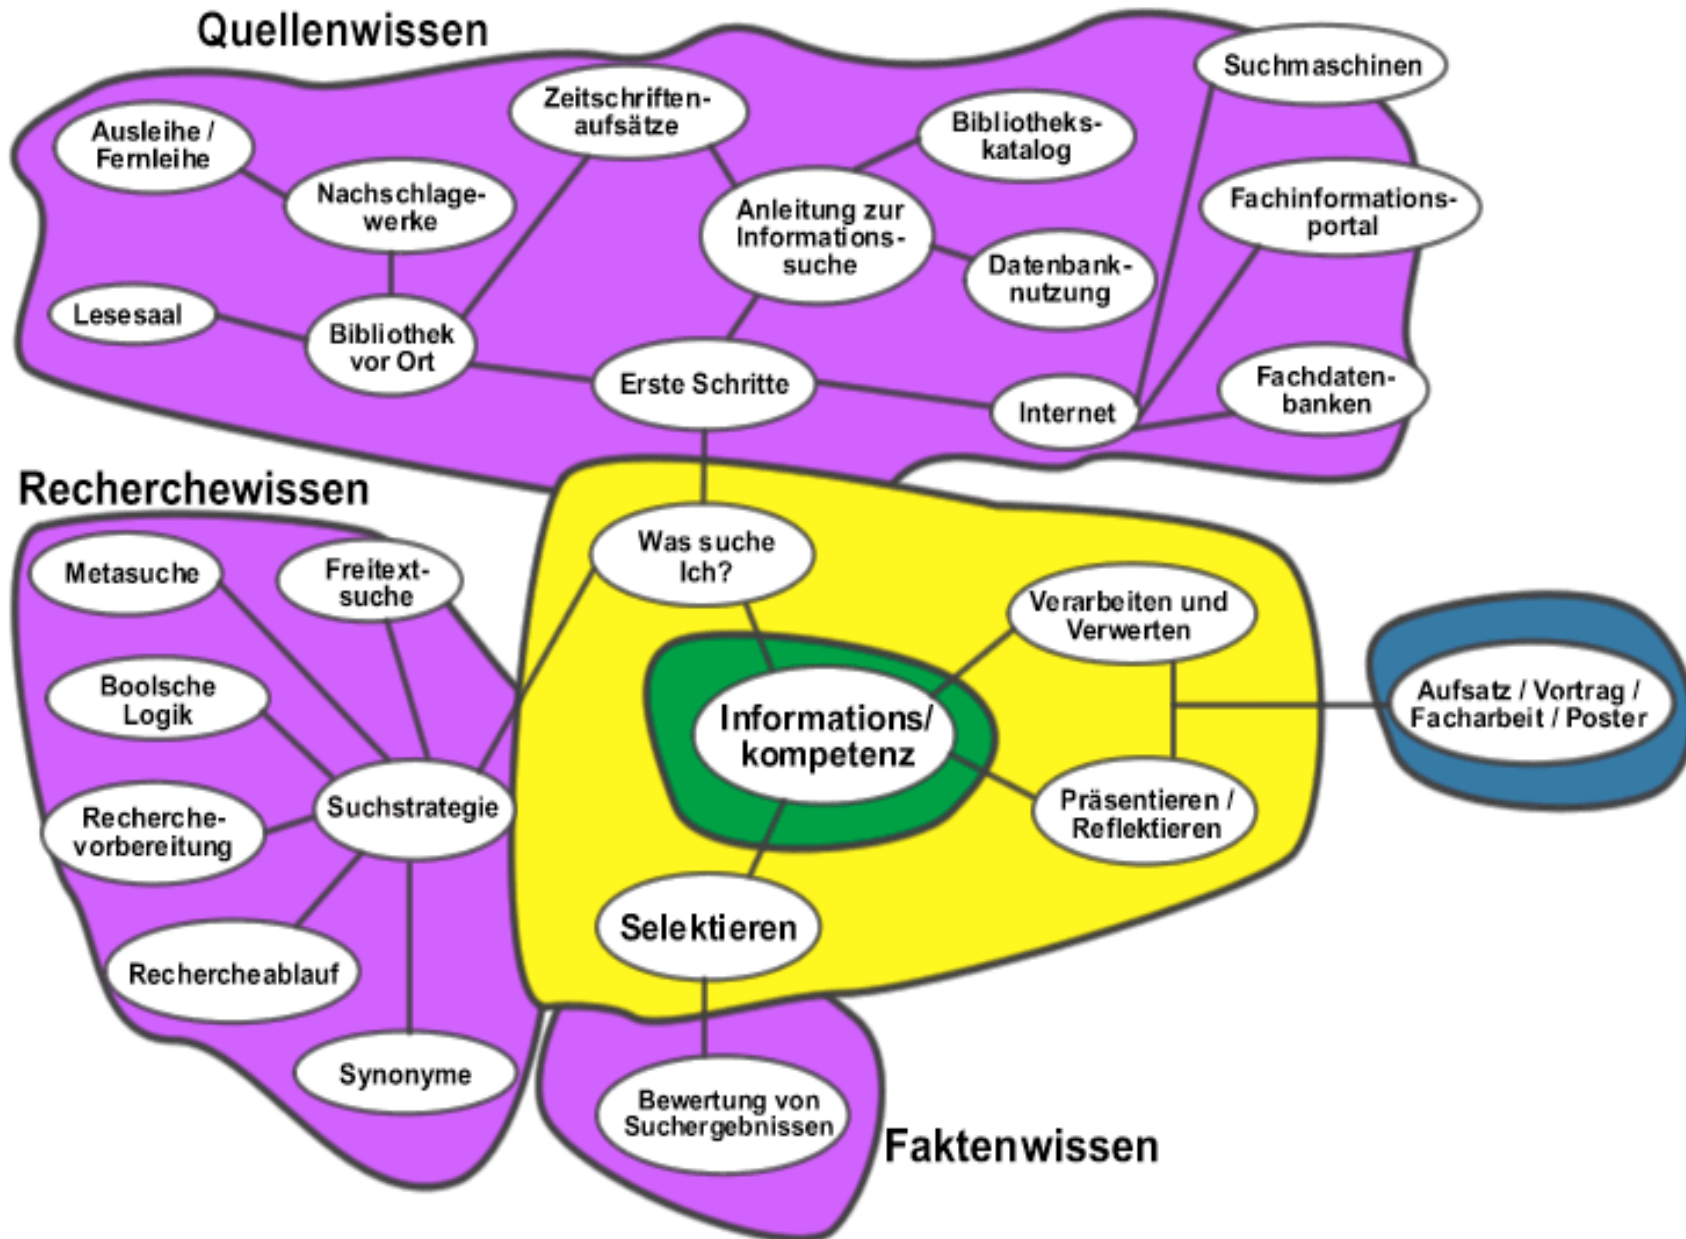 Quellenwissen
Suchmaschinen
Zeitschriften-
aufsätze
Bibliotheks-
katalog
Ausleihe /
Fernleihe
Nachschlage-
werke
Anleitung zur
Informations-
suche
Fachinformations-
portal
Datenbank-
nutzung
Lesesaal
Bibliothek
vor Ort
Erste Schritte
Internet
Fachdaten-
banken
Recherchewissen
Was suche
Ich?
Metasuche
Freitext-
suche
Verarbeiten und
Verwerten
Boolsche
Logik
Informations/
kompetenz
Aufsatz / Vortrag /
Facharbeit / Poster
Recherche-
vorbereitung
Suchstrategie
Präsentieren /
Reflektieren
Selektieren
Rechercheablauf
Synonyme
Bewertung von
Suchergebnissen
Faktenwissen